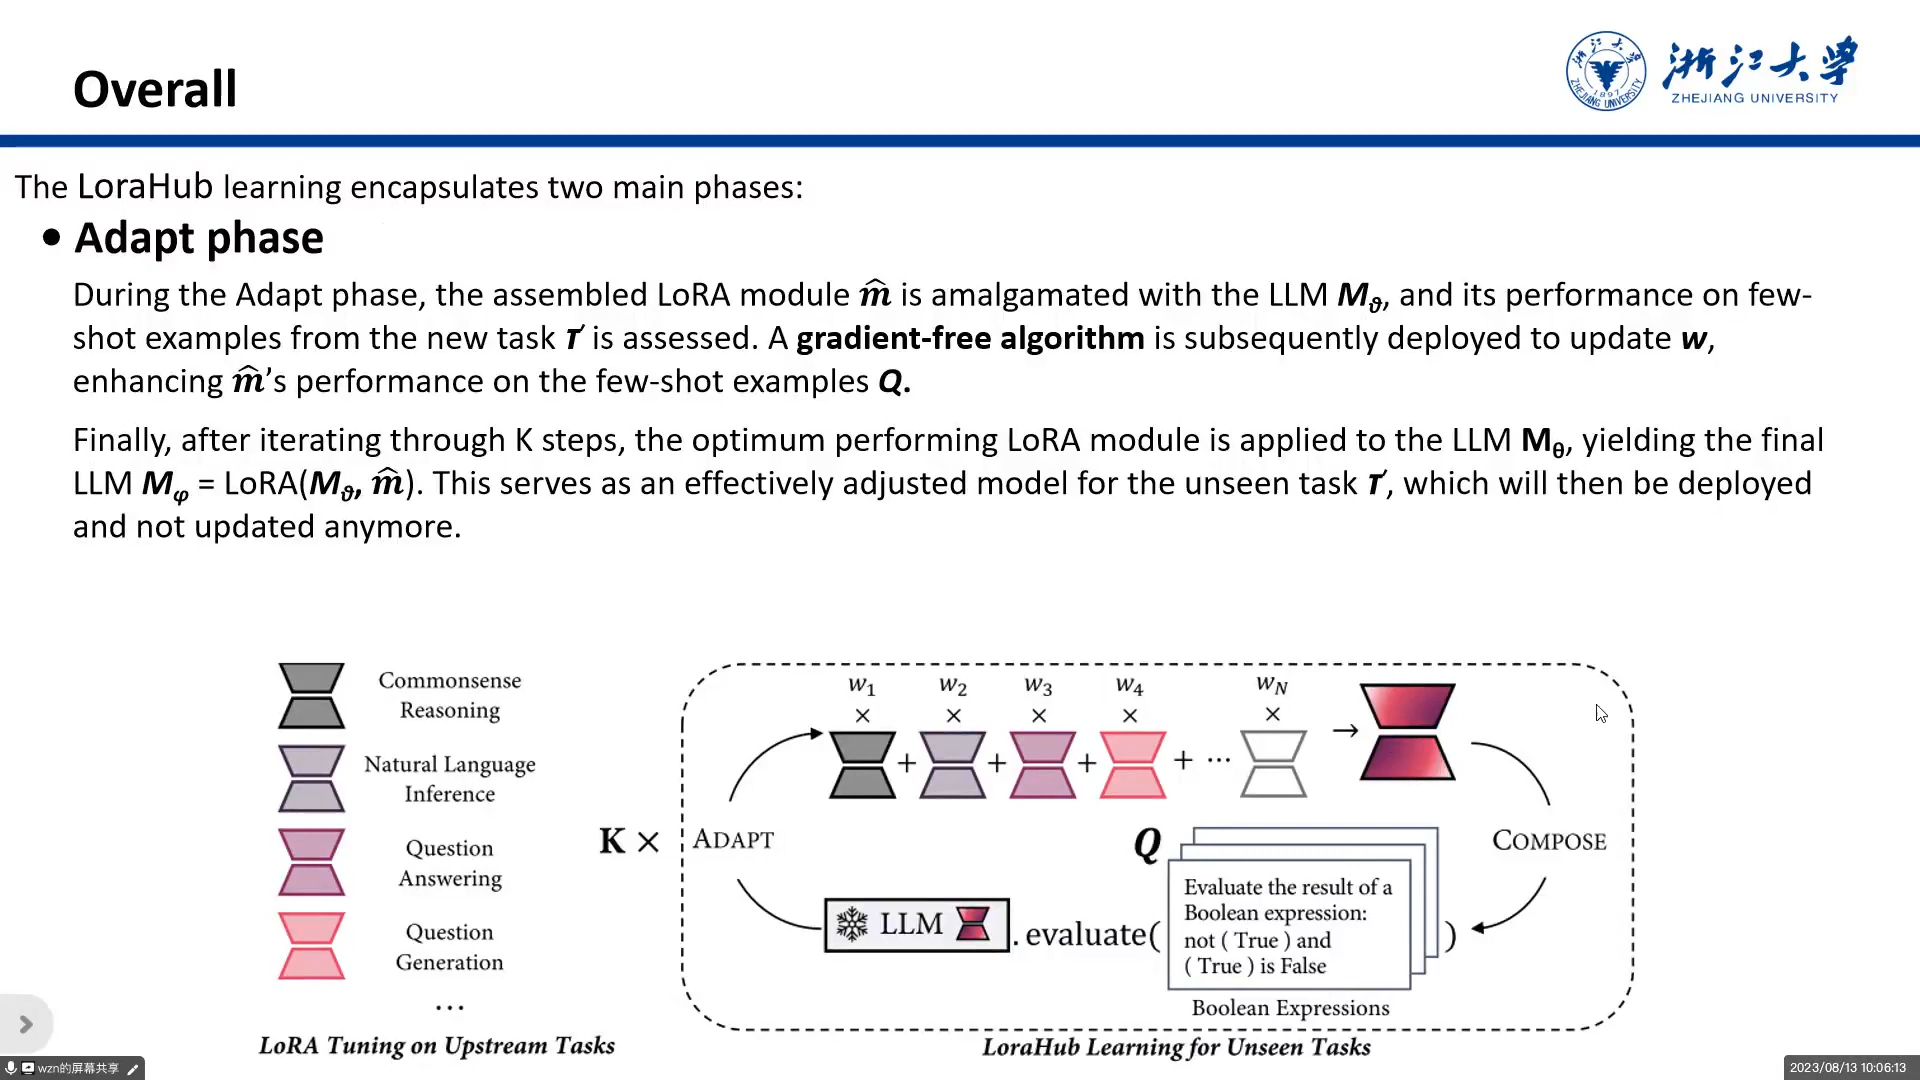 Overall
浙江大学
ZHEJIANG UNIVERSITY
浙江大学
1897
ZHEJIANG UNIVERSITY
The LoraHub learning encapsulates two main phases:
• Adapt phase
During the Adapt phase, the assembled LoRA module m̂ is amalgamated with the LLM Mϑ, and its performance on few-
shot examples from the new task T′ is assessed. A gradient-free algorithm is subsequently deployed to update w,
enhancing m̂’s performance on the few-shot examples Q.
Finally, after iterating through K steps, the optimum performing LoRA module is applied to the LLM Mθ, yielding the final
LLM Mφ = LoRA(Mϑ, m̂). This serves as an effectively adjusted model for the unseen task T′, which will then be deployed
and not updated anymore.
Commonsense
Reasoning
Natural Language
Inference
Question
Answering
Question
Generation
...
LoRA Tuning on Upstream Tasks
K ×
w1 w2 w3 w4 wN
× × × × ×
+ + + + ... →
ADAPT
Q
COMPOSE
LLM .evaluate( )
Evaluate the result of a
Boolean expression:
not ( True ) and
( True ) is False
Boolean Expressions
LoraHub Learning for Unseen Tasks
wzn的屏幕共享
2023/08/13 10:06:13